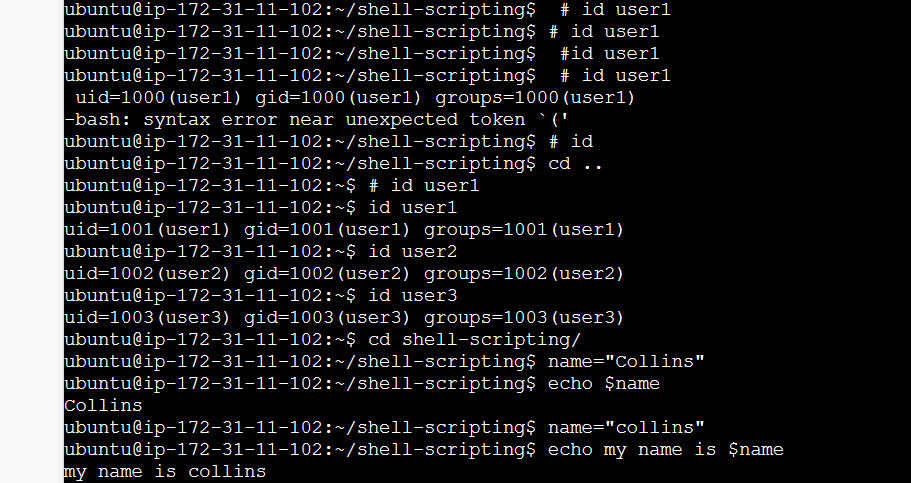 ubuntu@ip-172-31-11-102:~/shell-scripting$  # id user1
ubuntu@ip-172-31-11-102:~/shell-scripting$ # id user1
ubuntu@ip-172-31-11-102:~/shell-scripting$  #id user1
ubuntu@ip-172-31-11-102:~/shell-scripting$  # id user1
 uid=1000(user1) gid=1000(user1) groups=1000(user1)
-bash: syntax error near unexpected token `('
ubuntu@ip-172-31-11-102:~/shell-scripting$ # id
ubuntu@ip-172-31-11-102:~/shell-scripting$ cd ..
ubuntu@ip-172-31-11-102:~$ # id user1
ubuntu@ip-172-31-11-102:~$ id user1
uid=1001(user1) gid=1001(user1) groups=1001(user1)
ubuntu@ip-172-31-11-102:~$ id user2
uid=1002(user2) gid=1002(user2) groups=1002(user2)
ubuntu@ip-172-31-11-102:~$ id user3
uid=1003(user3) gid=1003(user3) groups=1003(user3)
ubuntu@ip-172-31-11-102:~$ cd shell-scripting/
ubuntu@ip-172-31-11-102:~/shell-scripting$ name="Collins"
ubuntu@ip-172-31-11-102:~/shell-scripting$ echo $name
Collins
ubuntu@ip-172-31-11-102:~/shell-scripting$ name="collins"
ubuntu@ip-172-31-11-102:~/shell-scripting$ echo my name is $name
my name is collins